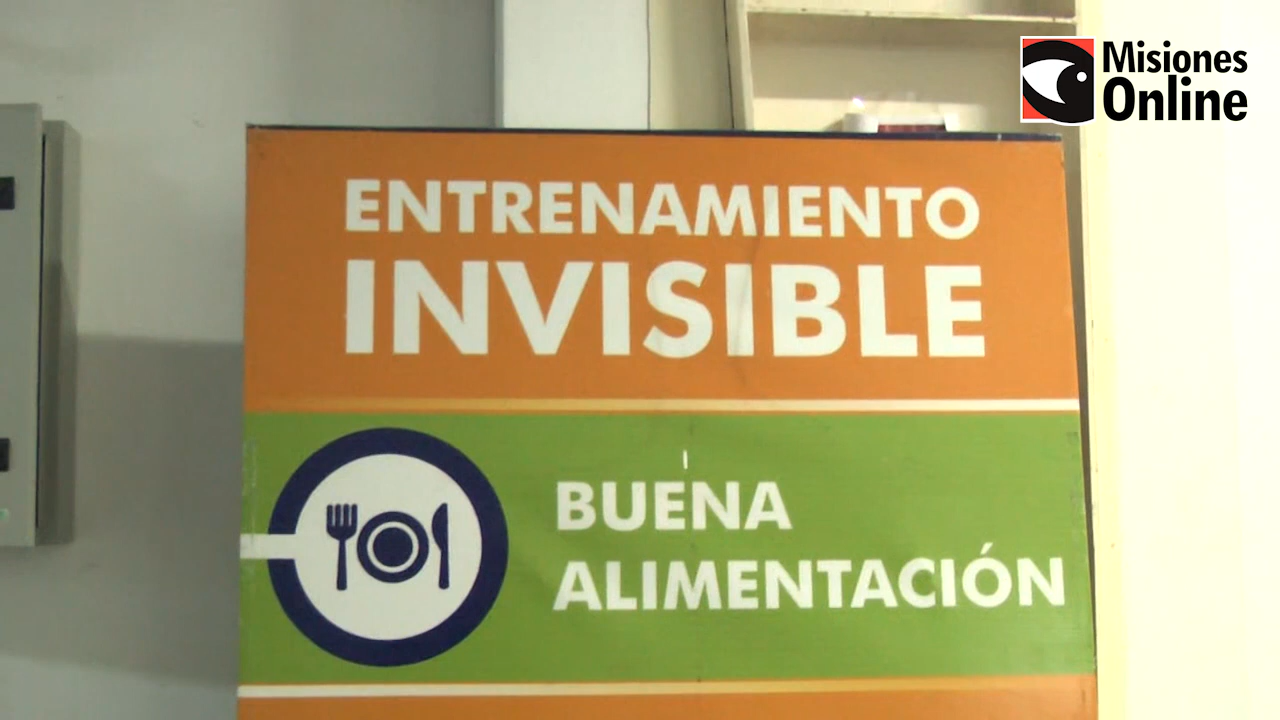 Misiones
Online
ENTRENAMIENTO
INVISIBLE
BUENA
ALIMENTACIÓN